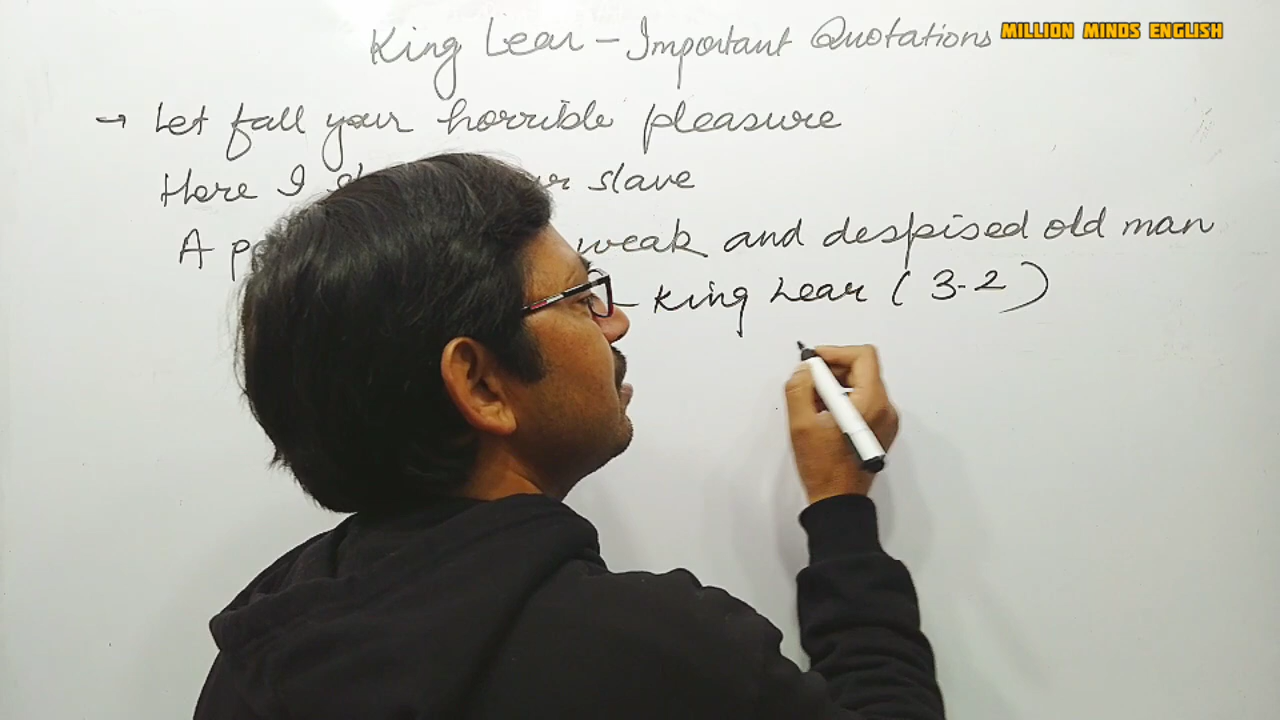 King Lear - Important Quotations
MILLION MINDS ENGLISH
→ Let fall your horrible pleasure
Here I slave
A weak and despised old man
- King Lear (3-2)